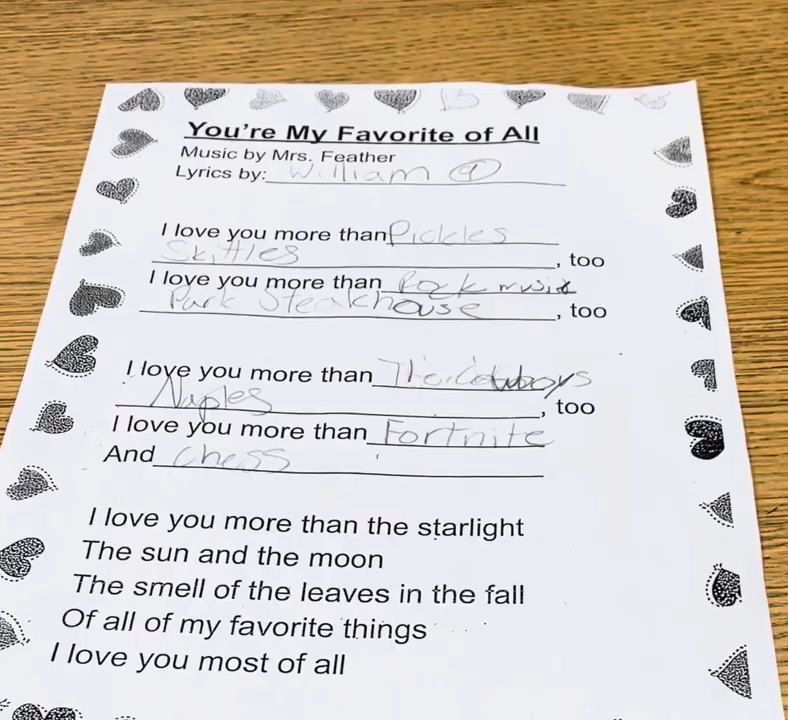 You're My Favorite of All
Music by Mrs. Feather
Lyrics by: William
I love you more than Pickles
Skittles, too
I love you more than Rock music
Park Steakhouse, too
I love you more than The Cowboys
Naples, too
I love you more than Fortnite
And Chess
I love you more than the starlight
The sun and the moon
The smell of the leaves in the fall
Of all of my favorite things
I love you most of all